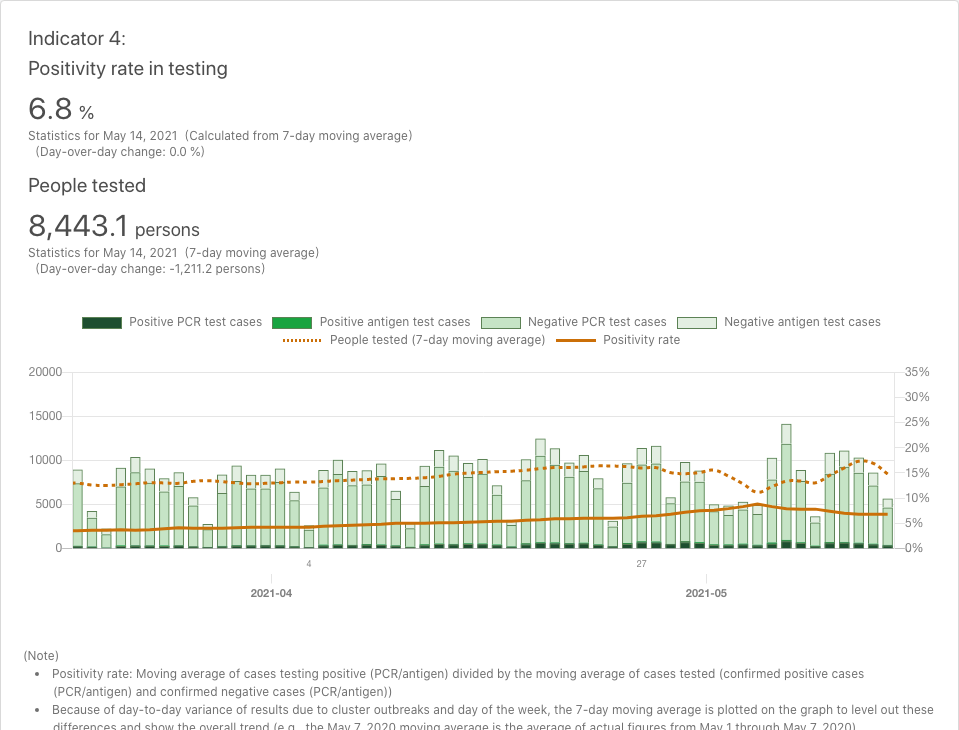 Indicator 4:
Positivity rate in testing
6.8 %
Statistics for May 14, 2021 (Calculated from 7-day moving average)
(Day-over-day change: 0.0 %)
People tested
8,443.1 persons
Statistics for May 14, 2021 (7-day moving average)
(Day-over-day change: -1,211.2 persons)
Positive PCR test cases Positive antigen test cases Negative PCR test cases Negative antigen test cases
People tested (7-day moving average) Positivity rate
20000 35%
30%
15000 25%
20%
10000 15%
5000 10%
5%
0 0%
4 27
2021-04 2021-05
(Note)
• Positivity rate: Moving average of cases testing positive (PCR/antigen) divided by the moving average of cases tested (confirmed positive cases
(PCR/antigen) and confirmed negative cases (PCR/antigen))
• Because of day-to-day variance of results due to cluster outbreaks and day of the week, the 7-day moving average is plotted on the graph to level out these
differences and show the overall trend (e.g., the May 7, 2020 moving average is the average of actual figures from May 1 through May 7, 2020)